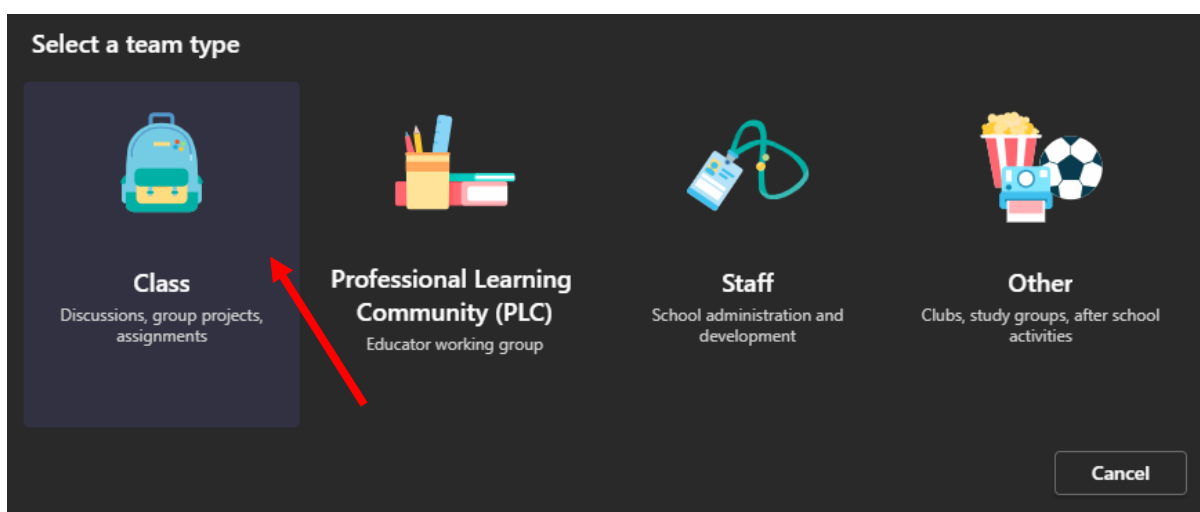 Select a team type
Class
Discussions, group projects,
assignments
Professional Learning
Community (PLC)
Educator working group
Staff
School administration and
development
Other
Clubs, study groups, after school
activities
Cancel